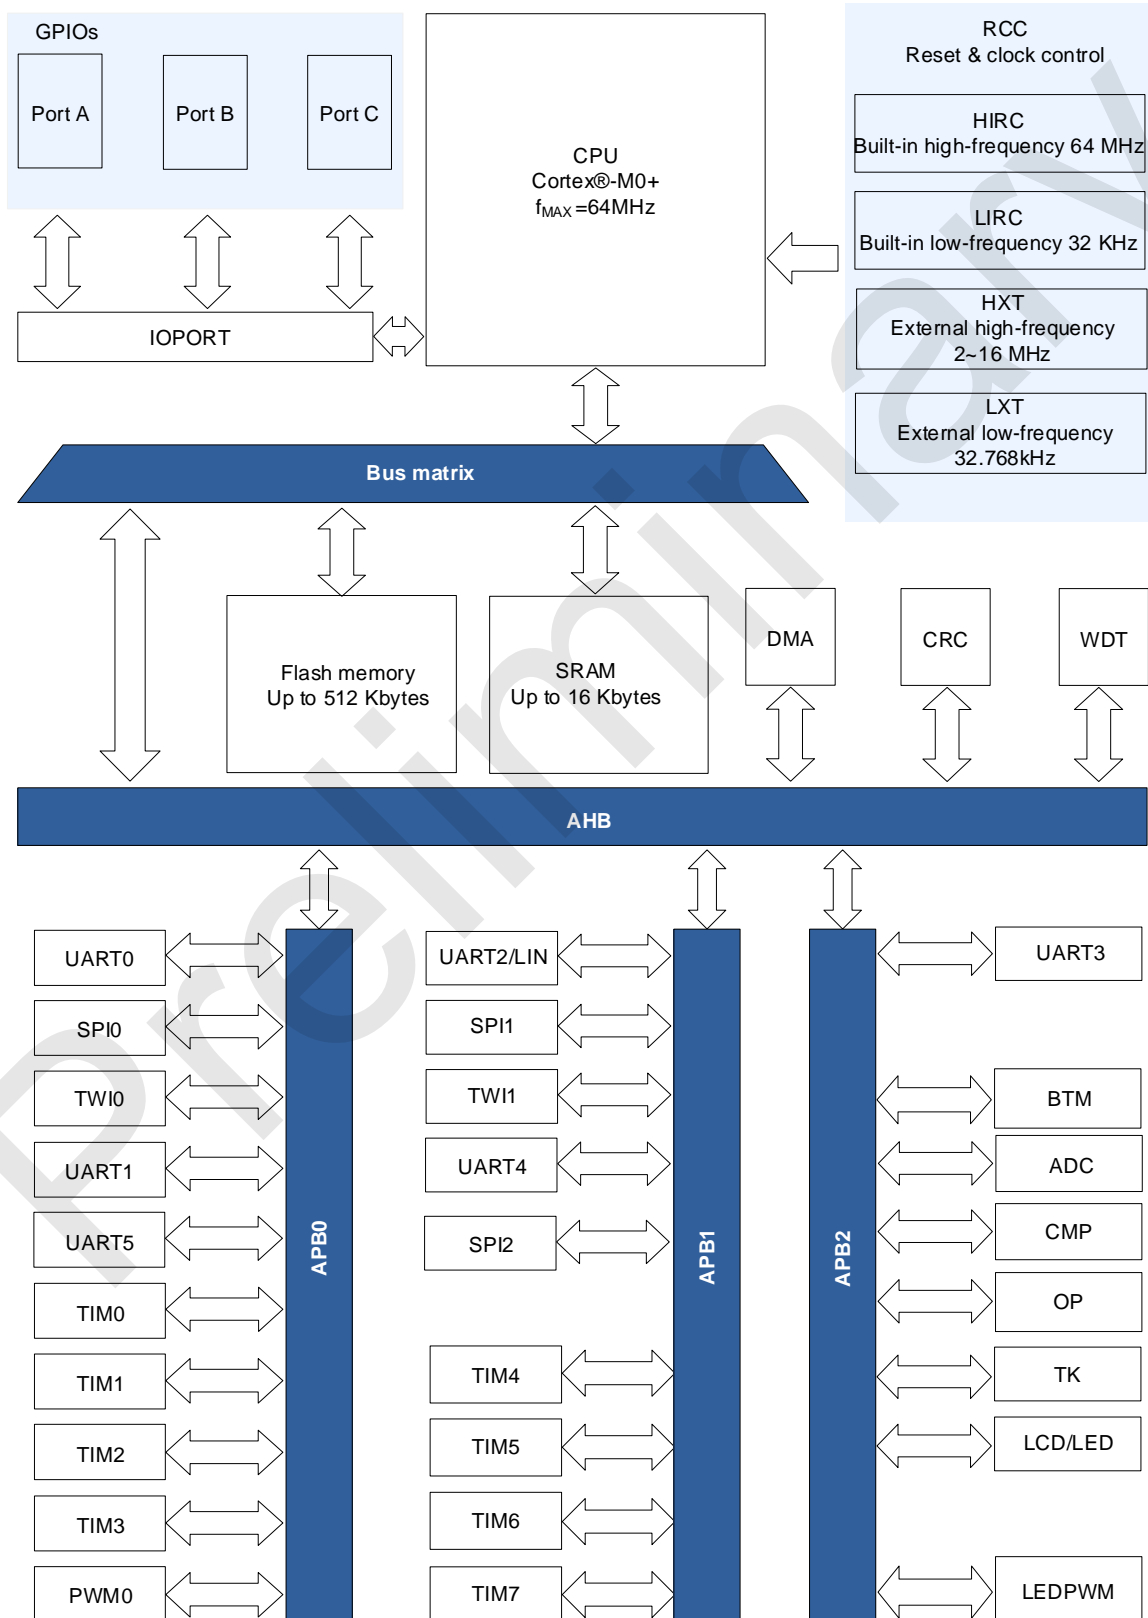 GPIOs
Port A
Port B
Port C
IOPORT
CPU
Cortex®-M0+
fMAX=64MHz
RCC
Reset & clock control
HIRC
Built-in high-frequency 64 MHz
LIRC
Built-in low-frequency 32 KHz
HXT
External high-frequency
2~16 MHz
LXT
External low-frequency
32.768kHz
Bus matrix
Flash memory
Up to 512 Kbytes
SRAM
Up to 16 Kbytes
DMA
CRC
WDT
AHB
UART0
SPI0
TWI0
UART1
UART5
TIM0
TIM1
TIM2
TIM3
PWM0
APB0
UART2/LIN
SPI1
TWI1
UART4
SPI2
TIM4
TIM5
TIM6
TIM7
APB1
APB2
UART3
BTM
ADC
CMP
OP
TK
LCD/LED
LEDPWM
Preliminary